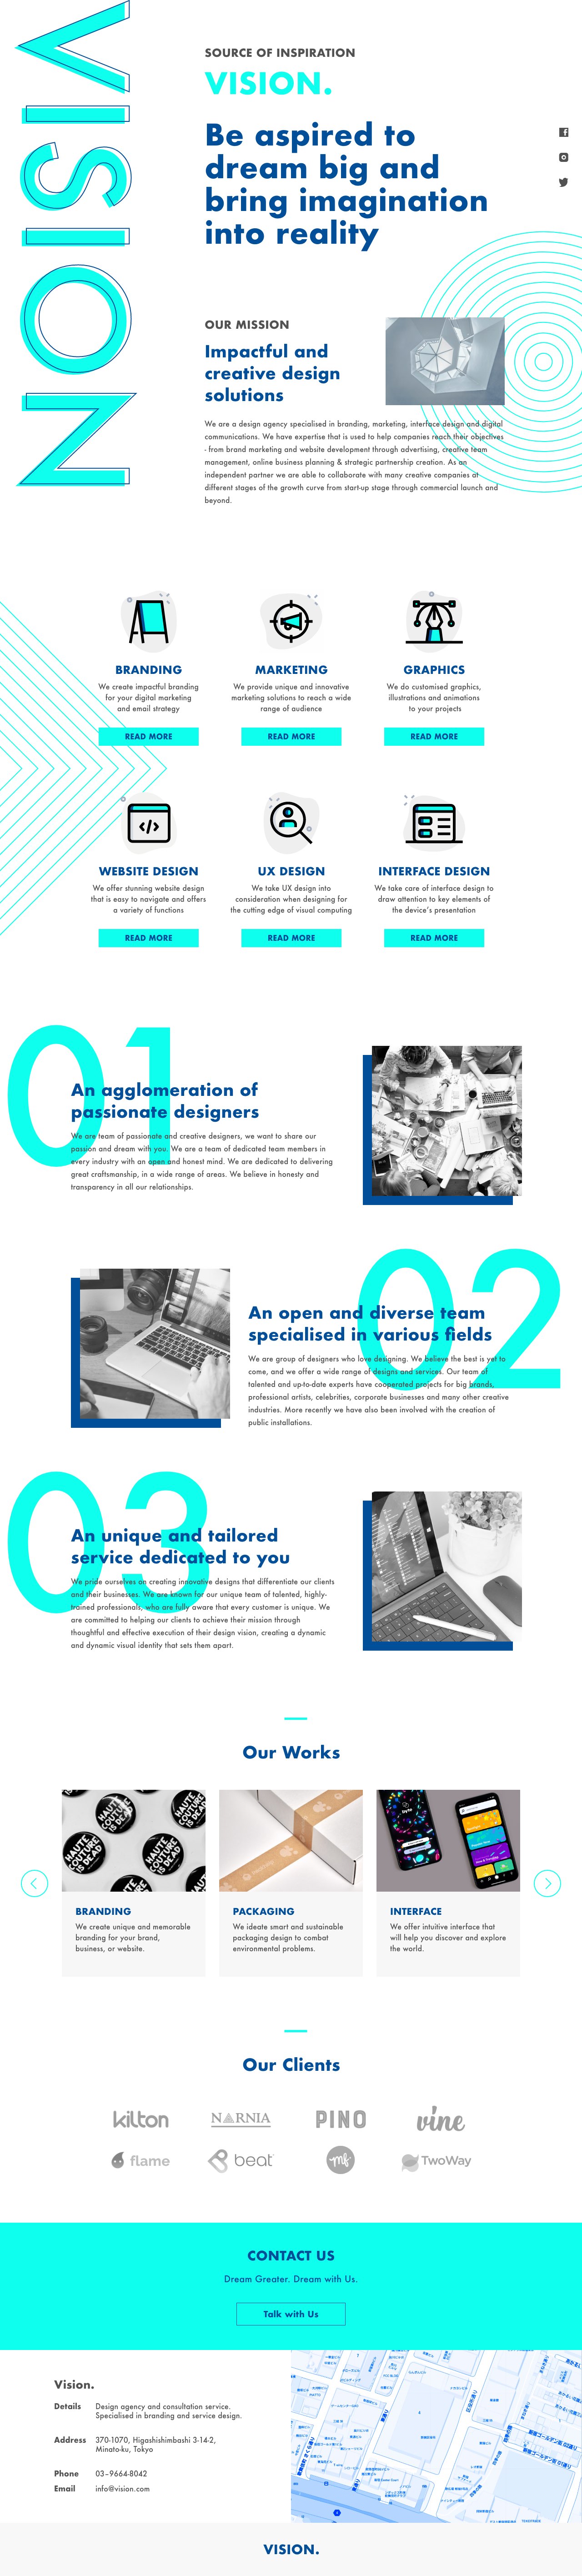 VISION
SOURCE OF INSPIRATION
VISION.
Be aspired to
dream big and
bring imagination
into reality
OUR MISSION
Impactful and
creative design
solutions
We are a design agency specialised in branding, marketing, interface design and digital
communications. We have expertise that is used to help companies reach their objectives
- from brand marketing and website development through advertising, creative team
management, online business planning & strategic partnership creation. As an
independent partner we are able to collaborate with many creative companies at
different stages of the growth curve from start-up stage through commercial launch and
beyond.
BRANDING
We create impactful branding
for your digital marketing
and email strategy
READ MORE
MARKETING
We provide unique and innovative
marketing solutions to reach a wide
range of audience
READ MORE
GRAPHICS
We do customised graphics,
illustrations and animations
to your projects
READ MORE
WEBSITE DESIGN
We offer stunning website design
that is easy to navigate and offers
a variety of functions
READ MORE
UX DESIGN
We take UX design into
consideration when designing for
the cutting edge of visual computing
READ MORE
INTERFACE DESIGN
We take care of interface design to
draw attention to key elements of
the device's presentation
READ MORE
01
An agglomeration of
passionate designers
We are team of passionate and creative designers, we want to share our
passion and dream with you. We are a team of dedicated team members in
every industry with an open and honest mind. We are dedicated to delivering
great craftsmanship, in a wide range of areas. We believe in honesty and
transparency in all our relationships.
02
An open and diverse team
specialised in various fields
We are group of designers who love designing. We believe the best is yet to
come, and we offer a wide range of designs and services. Our team of
talented and up-to-date experts have cooperated projects for big brands,
professional artists, celebrities, corporate businesses and many other creative
industries. More recently we have also been involved with the creation of
public installations.
03
An unique and tailored
service dedicated to you
We pride ourselves on creating innovative designs that differentiate our clients
and their businesses. We are known for our unique team of talented, highly-
trained professionals, who are fully aware that every customer is unique. We
are committed to helping our clients to achieve their mission through
thoughtful and effective execution of their design vision, creating a dynamic
and dynamic visual identity that sets them apart.
Our Works
HAUTE
COUTURE
IS DEAD
BRANDING
We create unique and memorable
branding for your brand,
business, or website.
PACKAGING
We ideate smart and sustainable
packaging design to combat
environmental problems.
INTERFACE
We offer intuitive interface that
will help you discover and explore
the world.
Our Clients
kilton
NARNIA
PINO
vine
flame
beat
mf
TwoWay
CONTACT US
Dream Greater. Dream with Us.
Talk with Us
Vision.
Details Design agency and consultation service.
Specialised in branding and service design.
Address 370-1070, Higashishimbashi 3-14-2,
Minato-ku, Tokyo
Phone 03-9664-8042
Email info@vision.com
VISION.